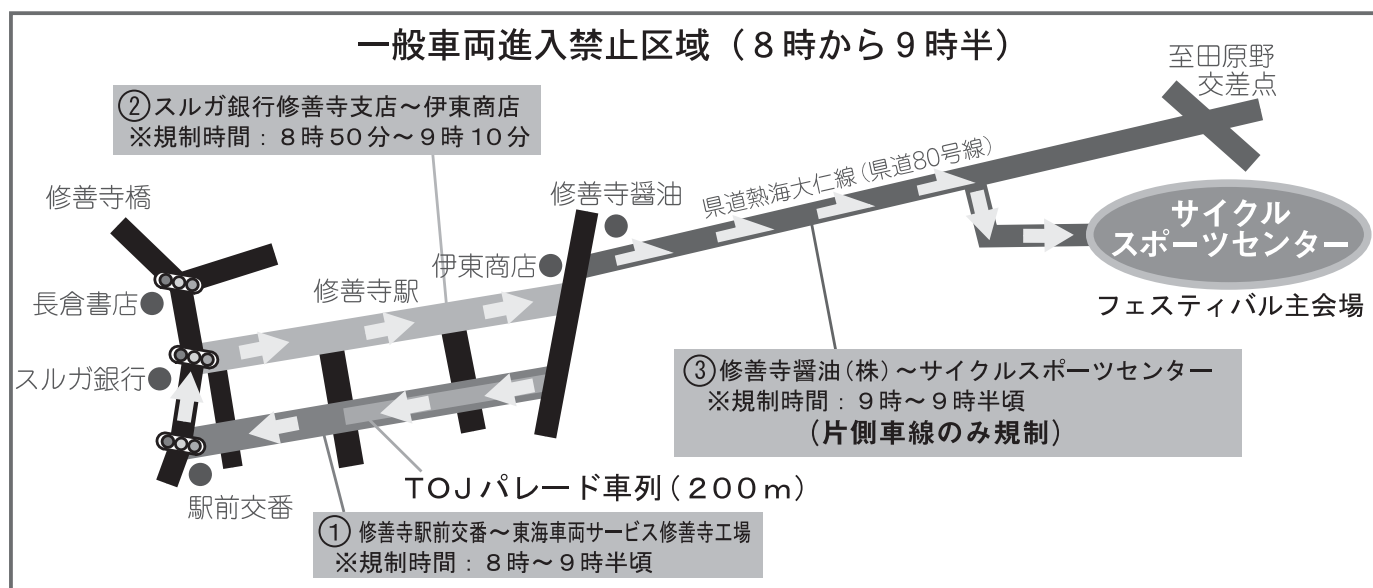 一般車両進入禁止区域（８時から９時半）
至田原野
交差点
②スルガ銀行修善寺支店～伊東商店
※規制時間：８時５０分～９時１０分
修善寺橋
修善寺醤油
県道熱海大仁線（県道80号線）
サイクル
スポーツセンター
フェスティバル主会場
伊東商店
修善寺駅
長倉書店
スルガ銀行
③修善寺醤油（株）～サイクルスポーツセンター
※規制時間：９時～９時半頃
（片側車線のみ規制）
ＴＯＪパレード車列（２００ｍ）
駅前交番
①修善寺駅前交番～東海車両サービス修善寺工場
※規制時間：８時～９時半頃